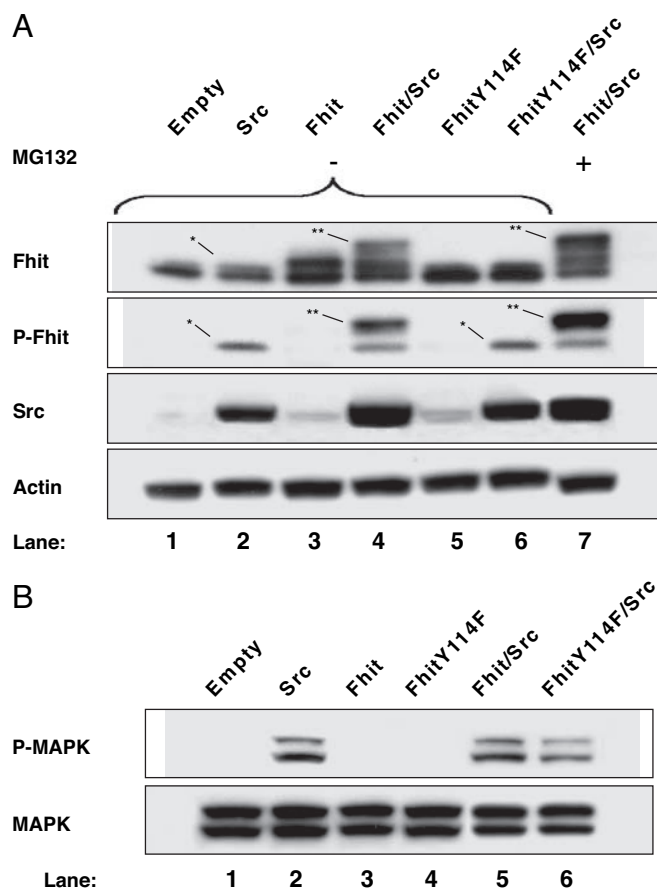 A
Empty Src Fhit Fhit/Src FhitY114F FhitY114F/Src Fhit/Src
MG132 - +
Fhit * ** **
P-Fhit * ** * **
Src
Actin
Lane: 1 2 3 4 5 6 7
B
Empty Src Fhit FhitY114F Fhit/Src FhitY114F/Src
P-MAPK
MAPK
Lane: 1 2 3 4 5 6